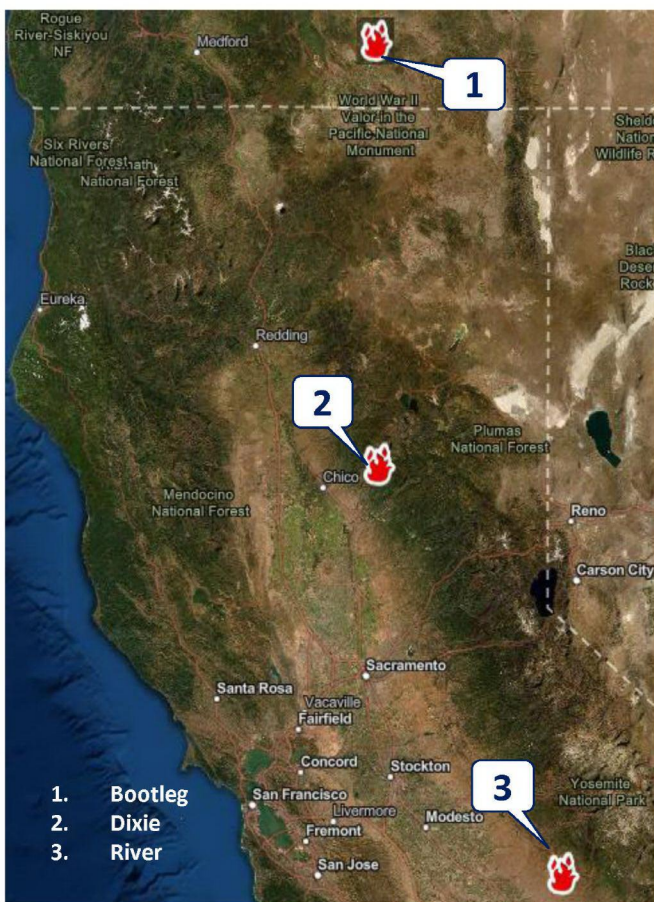 Rogue
River-Siskiyou
NF
Medford
1
World War II
Valor in the
Pacific National
Monument
Six Rivers
National Forest
National Forest
Eureka
Redding
2
Chico
Plumas
National Forest
Mendocino
National Forest
Reno
Carson City
Sacramento
Santa Rosa
Vacaville
Fairfield
Concord
Stockton
San Francisco
Livermore
Modesto
Fremont
San Jose
3
Yosemite
National Park
1. Bootleg
2. Dixie
3. River